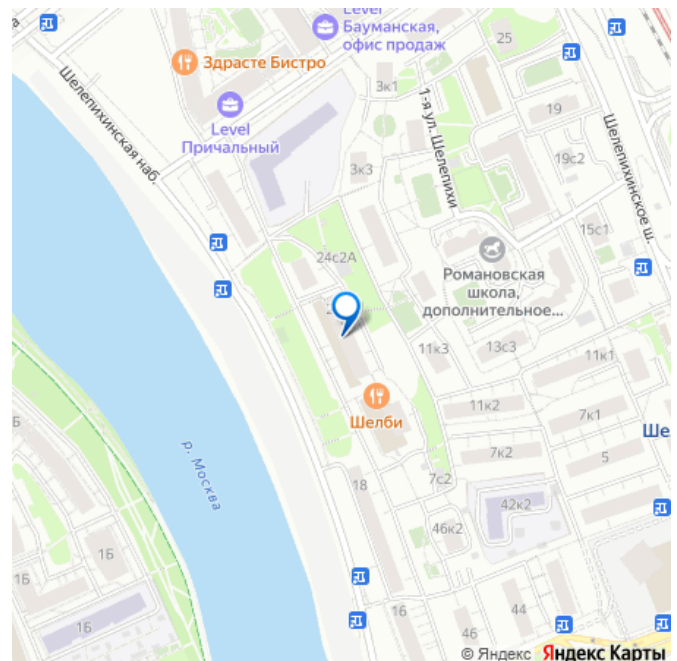 Level
Бауманская,
офис продаж
25
Здрасте Бистро
3к1
1-я ул. Шелепихи
19
Шелепихинское ш.
Level
Причальный
Шелепихинская наб.
3к3
19с2
15с1
24с2А
Романовская
школа,
дополнительное...
11к3
13с3
11к1
Шелби
11к2
7к1
Ше
7к2
5
р. Москва
18
7с2
42к2
46к2
1Б
1Б
1Б
16
46
44
© Яндекс Яндекс Карты